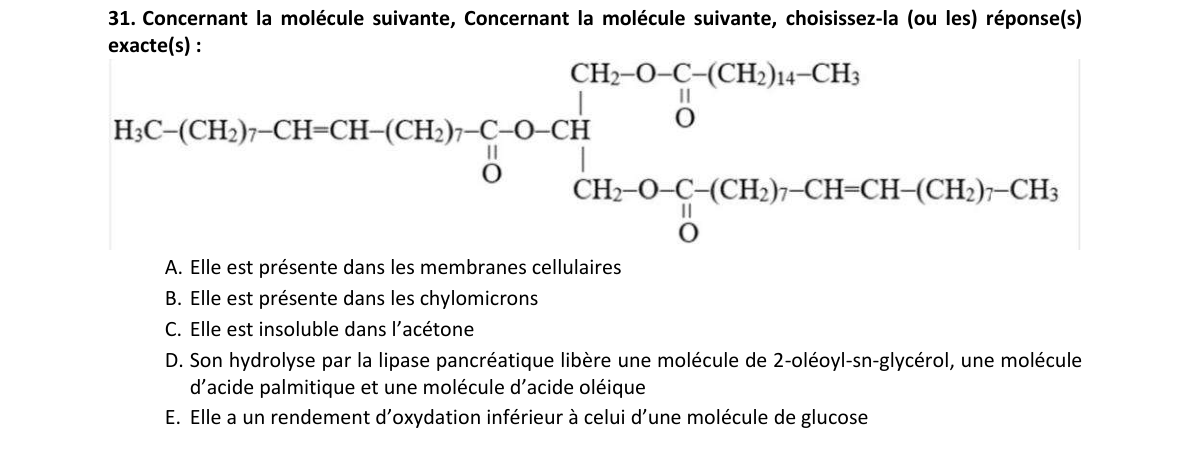 31. Concernant la molécule suivante, Concernant la molécule suivante, choisissez-la (ou les) réponse(s)
exacte(s) :
CH₂–O–C–(CH₂)₁₄–CH₃
|
||
O
H₃C–(CH₂)₇–CH=CH–(CH₂)₇–C–O–CH
||
O
|
CH₂–O–C–(CH₂)₇–CH=CH–(CH₂)₇–CH₃
||
O
A. Elle est présente dans les membranes cellulaires
B. Elle est présente dans les chylomicrons
C. Elle est insoluble dans l’acétone
D. Son hydrolyse par la lipase pancréatique libère une molécule de 2-oléoyl-sn-glycérol, une molécule
d’acide palmitique et une molécule d’acide oléique
E. Elle a un rendement d’oxydation inférieur à celui d’une molécule de glucose